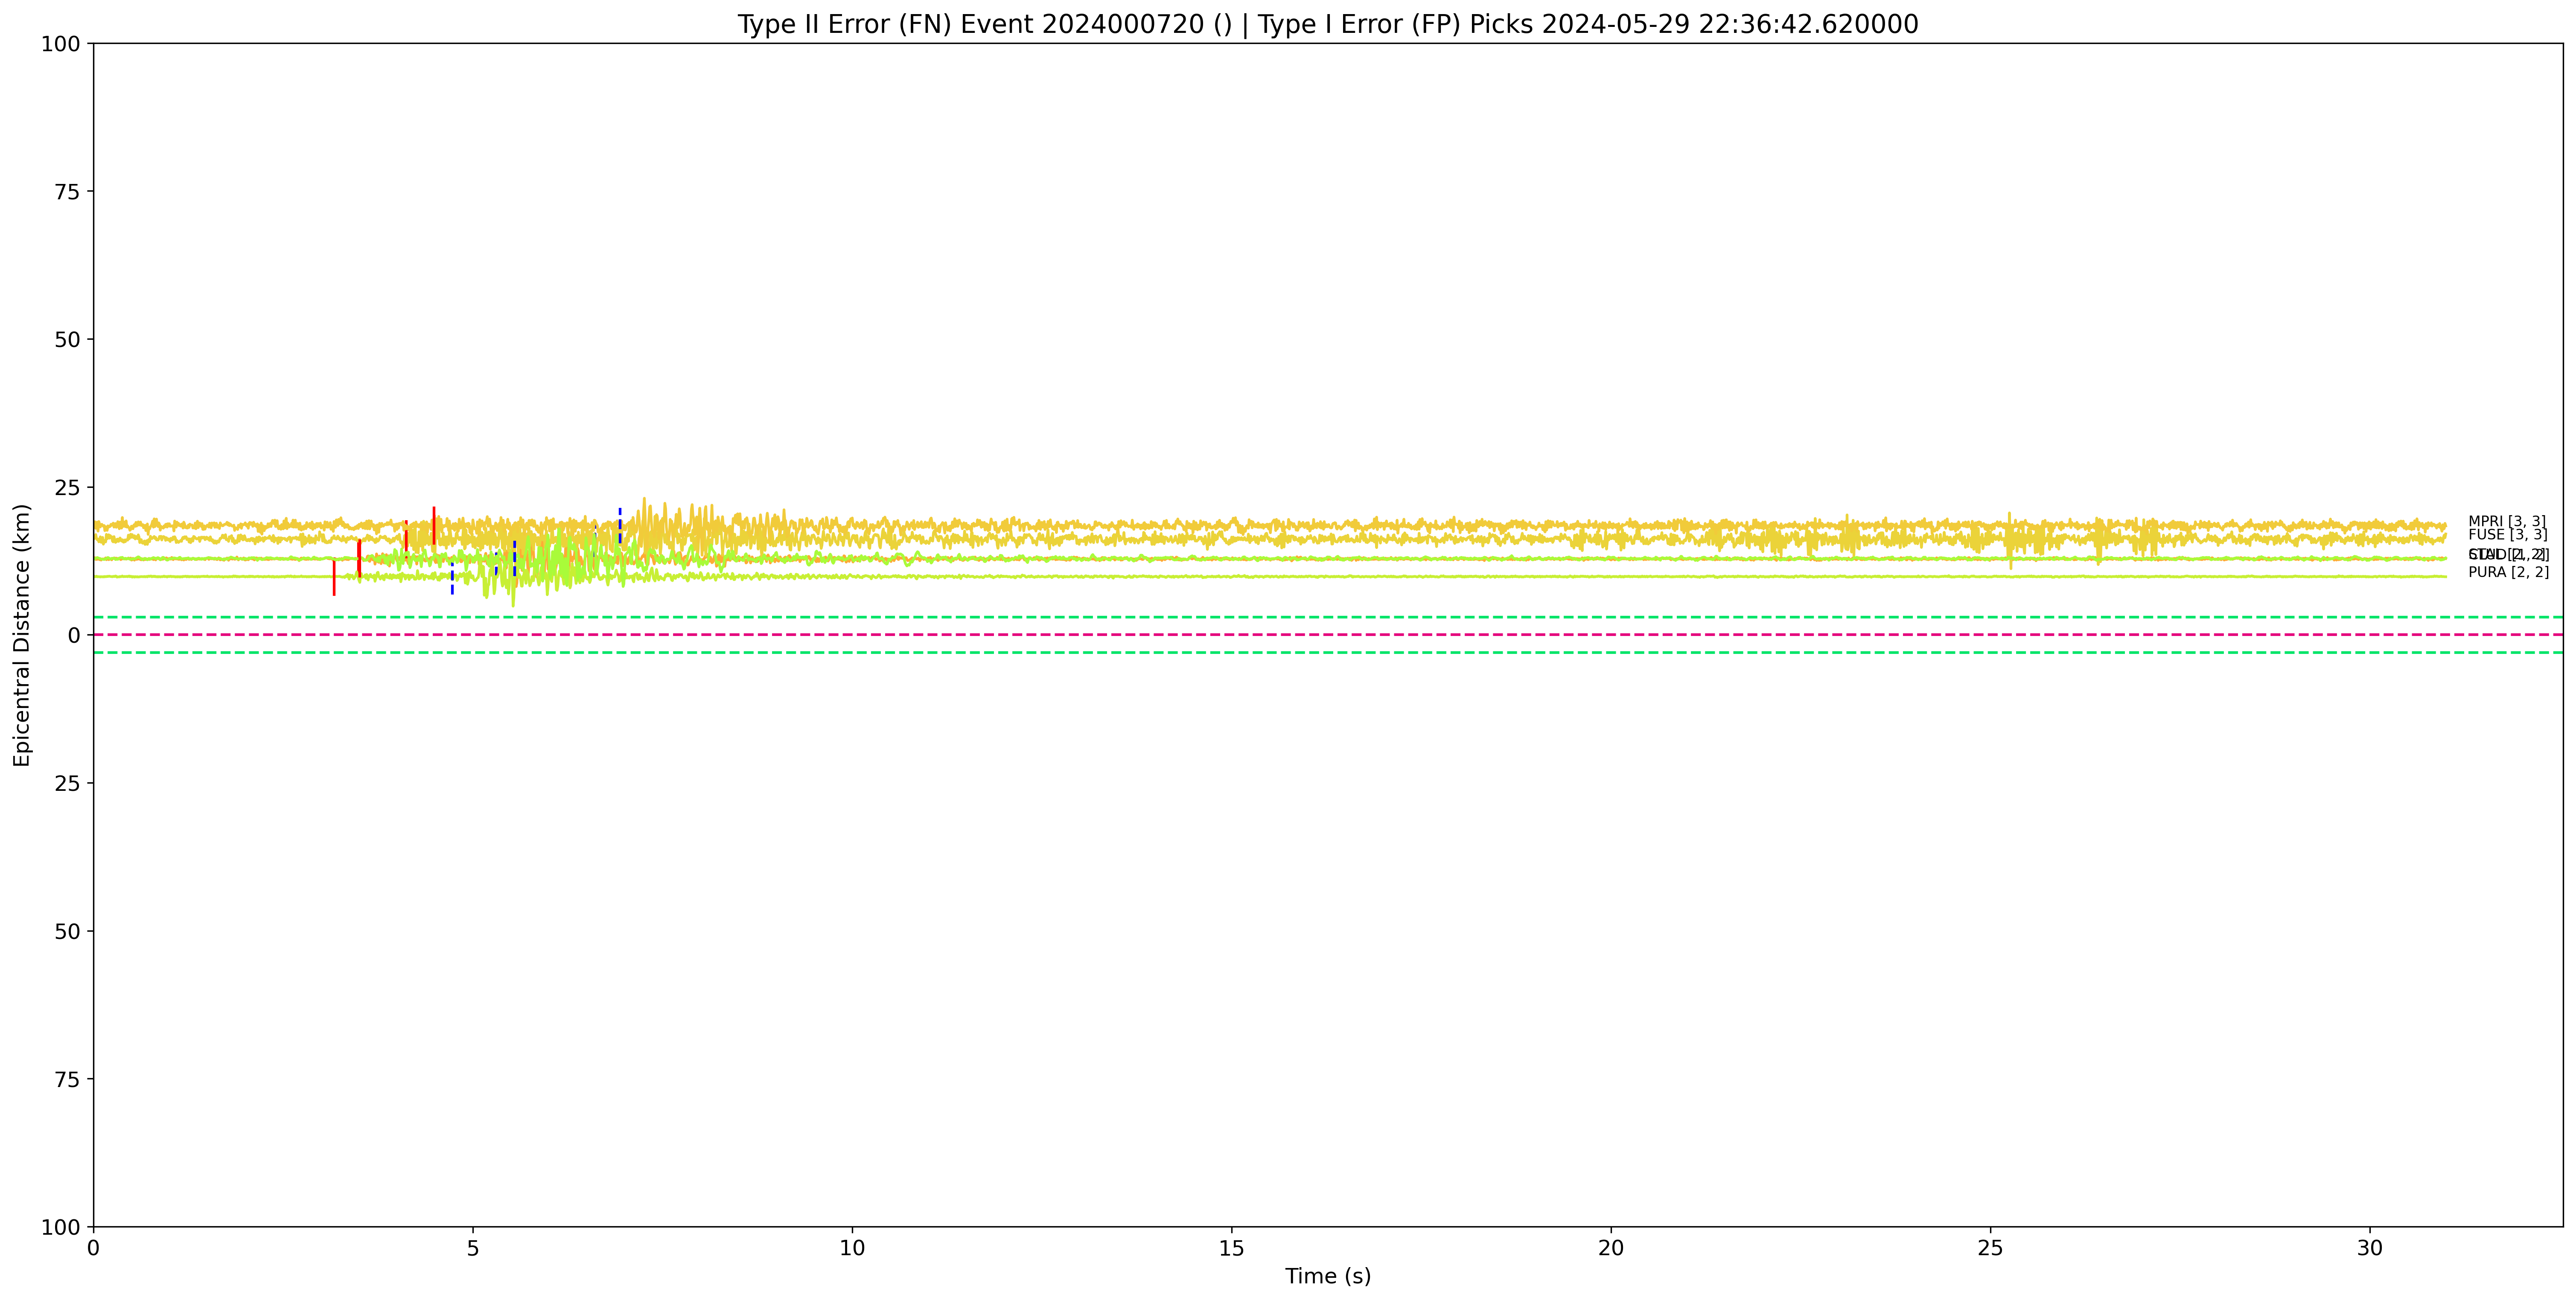 Type II Error (FN) Event 2024000720 () | Type I Error (FP) Picks 2024-05-29 22:36:42.620000
100
75
50
25
0
25
50
75
100
Epicentral Distance (km)
MPRI [3, 3]
FUSE [3, 3]
PURA [2, 2]
0
5
10
15
20
25
30
Time (s)